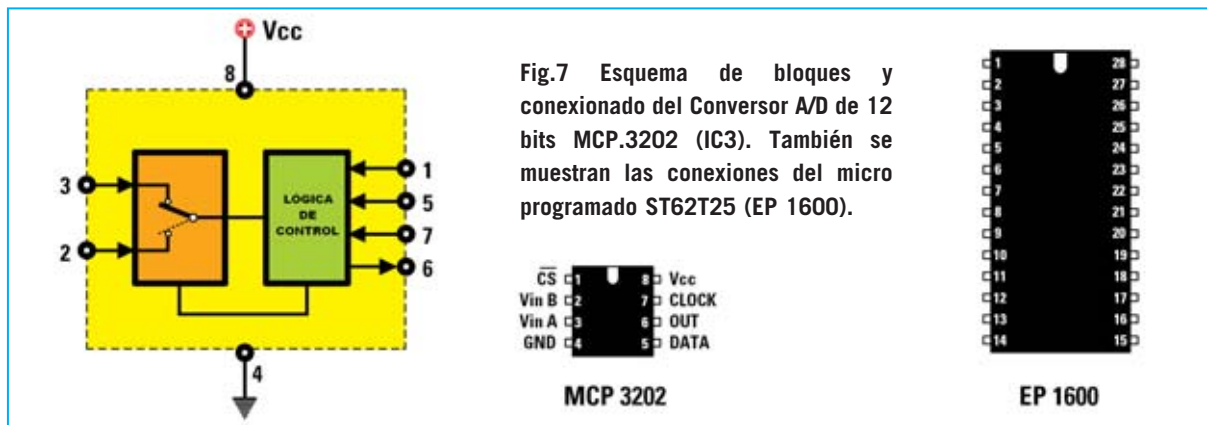 Vcc
8
3
2
LOGICA
DE
CONTROL
1
5
7
6
4
Fig.7 Esquema de bloques y
conexionado del Conversor A/D de 12
bits MCP.3202 (IC3). También se
muestran las conexiones del micro
programado ST62T25 (EP 1600).
CS 1 8 Vcc
Vin B 2 7 CLOCK
Vin A 3 6 OUT
GND 4 5 DATA
MCP 3202
1 28
2 27
3 26
4 25
5 24
6 23
7 22
8 21
9 20
10 19
11 18
12 17
13 16
14 15
EP 1600